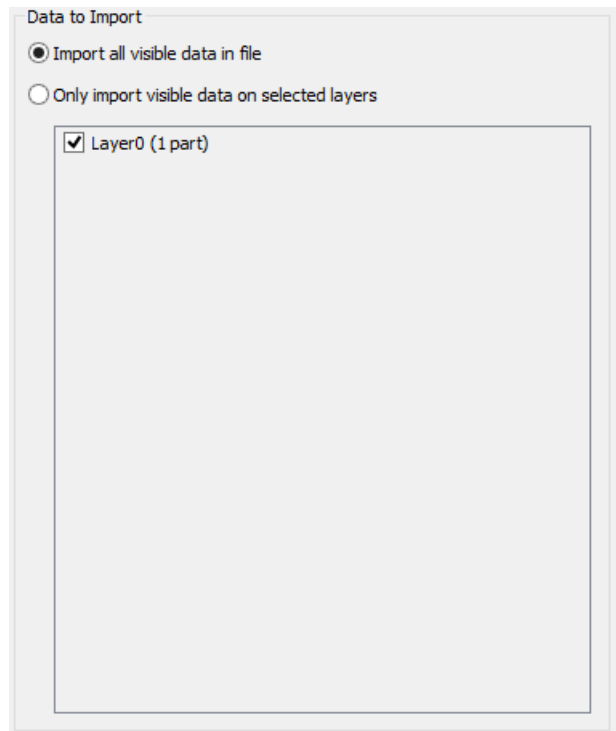 Data to Import
Import all visible data in file
Only import visible data on selected layers
Layer0 (1 part)